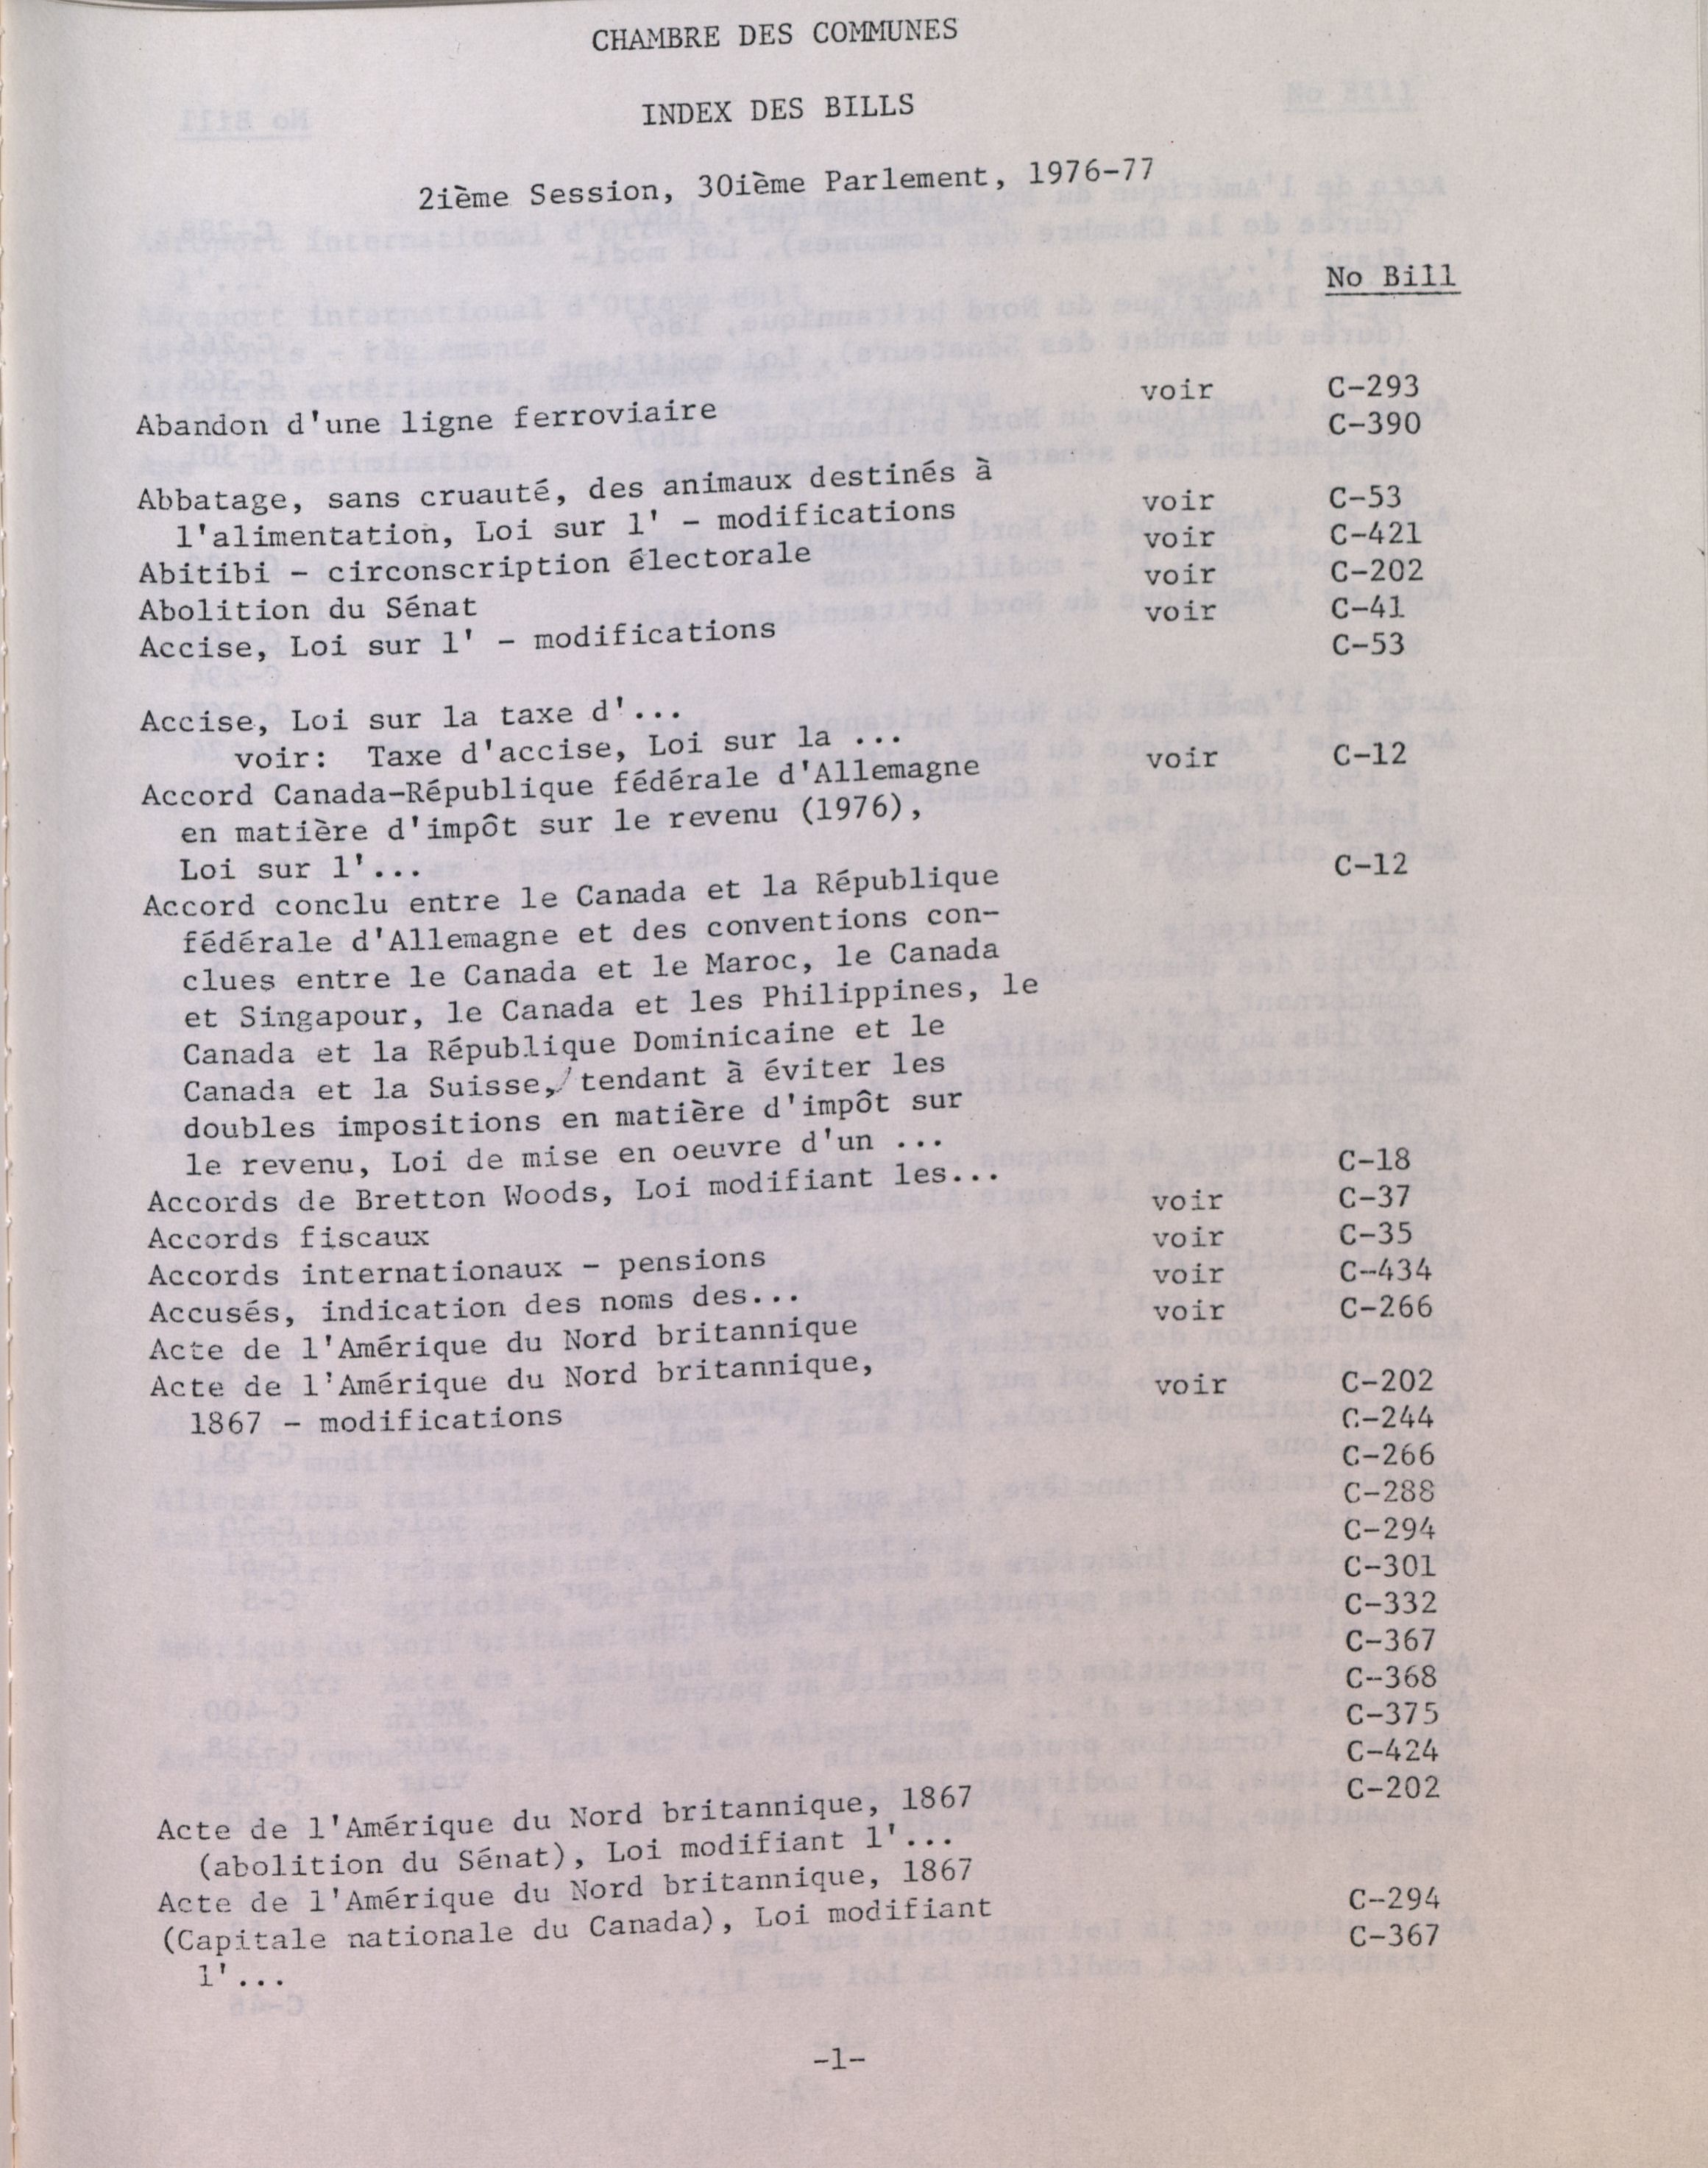 CHAMBRE DES COMMUNES
INDEX DES BILLS
2ième Session, 30ième Parlement, 1976-77
No Bill
Abandon d'une ligne ferroviaire voir C-293
C-390
Abbatage, sans cruauté, des animaux destinés à
l'alimentation, Loi sur l' - modifications voir C-53
Abitibi - circonscription électorale voir C-421
Abolition du Sénat voir C-202
Accise, Loi sur l' - modifications voir C-41
C-53
Accise, Loi sur la taxe d'...
voir: Taxe d'accise, Loi sur la ...
Accord Canada-République fédérale d'Allemagne voir C-12
en matière d'impôt sur le revenu (1976),
Loi sur l'...
Accord conclu entre le Canada et la République C-12
fédérale d'Allemagne et des conventions con-
clues entre le Canada et le Maroc, le Canada
et Singapour, le Canada et les Philippines, le
Canada et la République Dominicaine et le
Canada et la Suisse, tendant à éviter les
doubles impositions en matière d'impôt sur
le revenu, Loi de mise en oeuvre d'un ...
Accords de Bretton Woods, Loi modifiant les... C-18
Accords fiscaux voir C-37
Accords internationaux - pensions voir C-35
Accusés, indication des noms des... voir C-434
Acte de l'Amérique du Nord britannique voir C-266
Acte de l'Amérique du Nord britannique,
1867 - modifications voir C-202
C-244
C-266
C-288
C-294
C-301
C-332
C-367
C-368
C-375
C-424
Acte de l'Amérique du Nord britannique, 1867 C-202
(abolition du Sénat), Loi modifiant l'...
Acte de l'Amérique du Nord britannique, 1867
(Capitale nationale du Canada), Loi modifiant C-294
l'... C-367
-1-